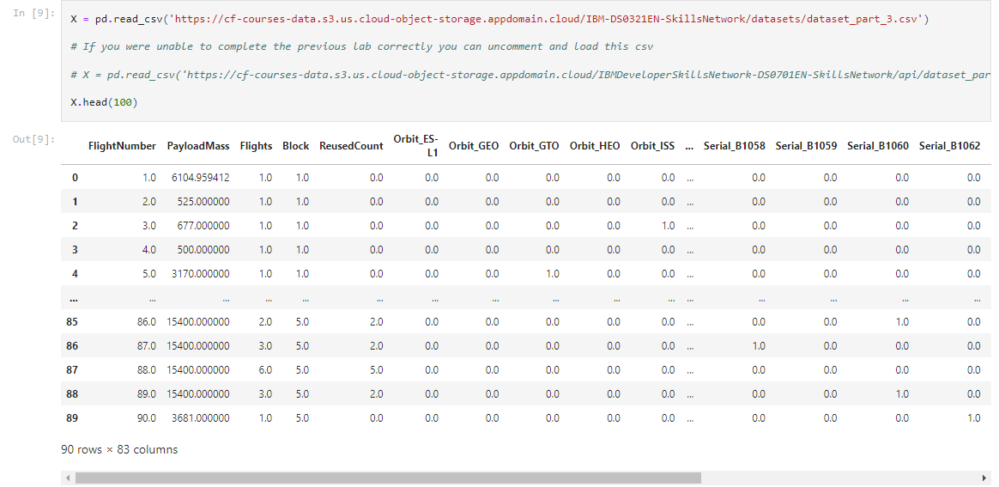 In [9]: X = pd.read_csv('https://cf-courses-data.s3.us.cloud-object-storage.appdomain.cloud/IBM-DS0321EN-SkillsNetwork/datasets/dataset_part_3.csv')
# If you were unable to complete the previous lab correctly you can uncomment and load this csv
# X = pd.read_csv('https://cf-courses-data.s3.us.cloud-object-storage.appdomain.cloud/IBMDeveloperSkillsNetwork-DS0701EN-SkillsNetwork/api/dataset_par
X.head(100)
Out[9]:
FlightNumber PayloadMass Flights Block ReusedCount Orbit_ES-L1 Orbit_GEO Orbit_GTO Orbit_HEO Orbit_ISS ... Serial_B1058 Serial_B1059 Serial_B1060 Serial_B1062
0 1.0 6104.959412 1.0 1.0 0.0 0.0 0.0 0.0 0.0 0.0 ... 0.0 0.0 0.0 0.0
1 2.0 525.000000 1.0 1.0 0.0 0.0 0.0 0.0 0.0 0.0 ... 0.0 0.0 0.0 0.0
2 3.0 677.000000 1.0 1.0 0.0 0.0 0.0 0.0 0.0 1.0 ... 0.0 0.0 0.0 0.0
3 4.0 500.000000 1.0 1.0 0.0 0.0 0.0 0.0 0.0 0.0 ... 0.0 0.0 0.0 0.0
4 5.0 3170.000000 1.0 1.0 0.0 0.0 0.0 1.0 0.0 0.0 ... 0.0 0.0 0.0 0.0
... ... ... ... ... ... ... ... ... ... ... ... ... ... ... ...
85 86.0 15400.000000 2.0 5.0 2.0 0.0 0.0 0.0 0.0 0.0 ... 0.0 0.0 1.0 0.0
86 87.0 15400.000000 3.0 5.0 2.0 0.0 0.0 0.0 0.0 0.0 ... 1.0 0.0 0.0 0.0
87 88.0 15400.000000 6.0 5.0 5.0 0.0 0.0 0.0 0.0 0.0 ... 0.0 0.0 0.0 0.0
88 89.0 15400.000000 3.0 5.0 2.0 0.0 0.0 0.0 0.0 0.0 ... 0.0 0.0 1.0 0.0
89 90.0 3681.000000 1.0 5.0 0.0 0.0 0.0 0.0 0.0 0.0 ... 0.0 0.0 0.0 1.0
90 rows × 83 columns